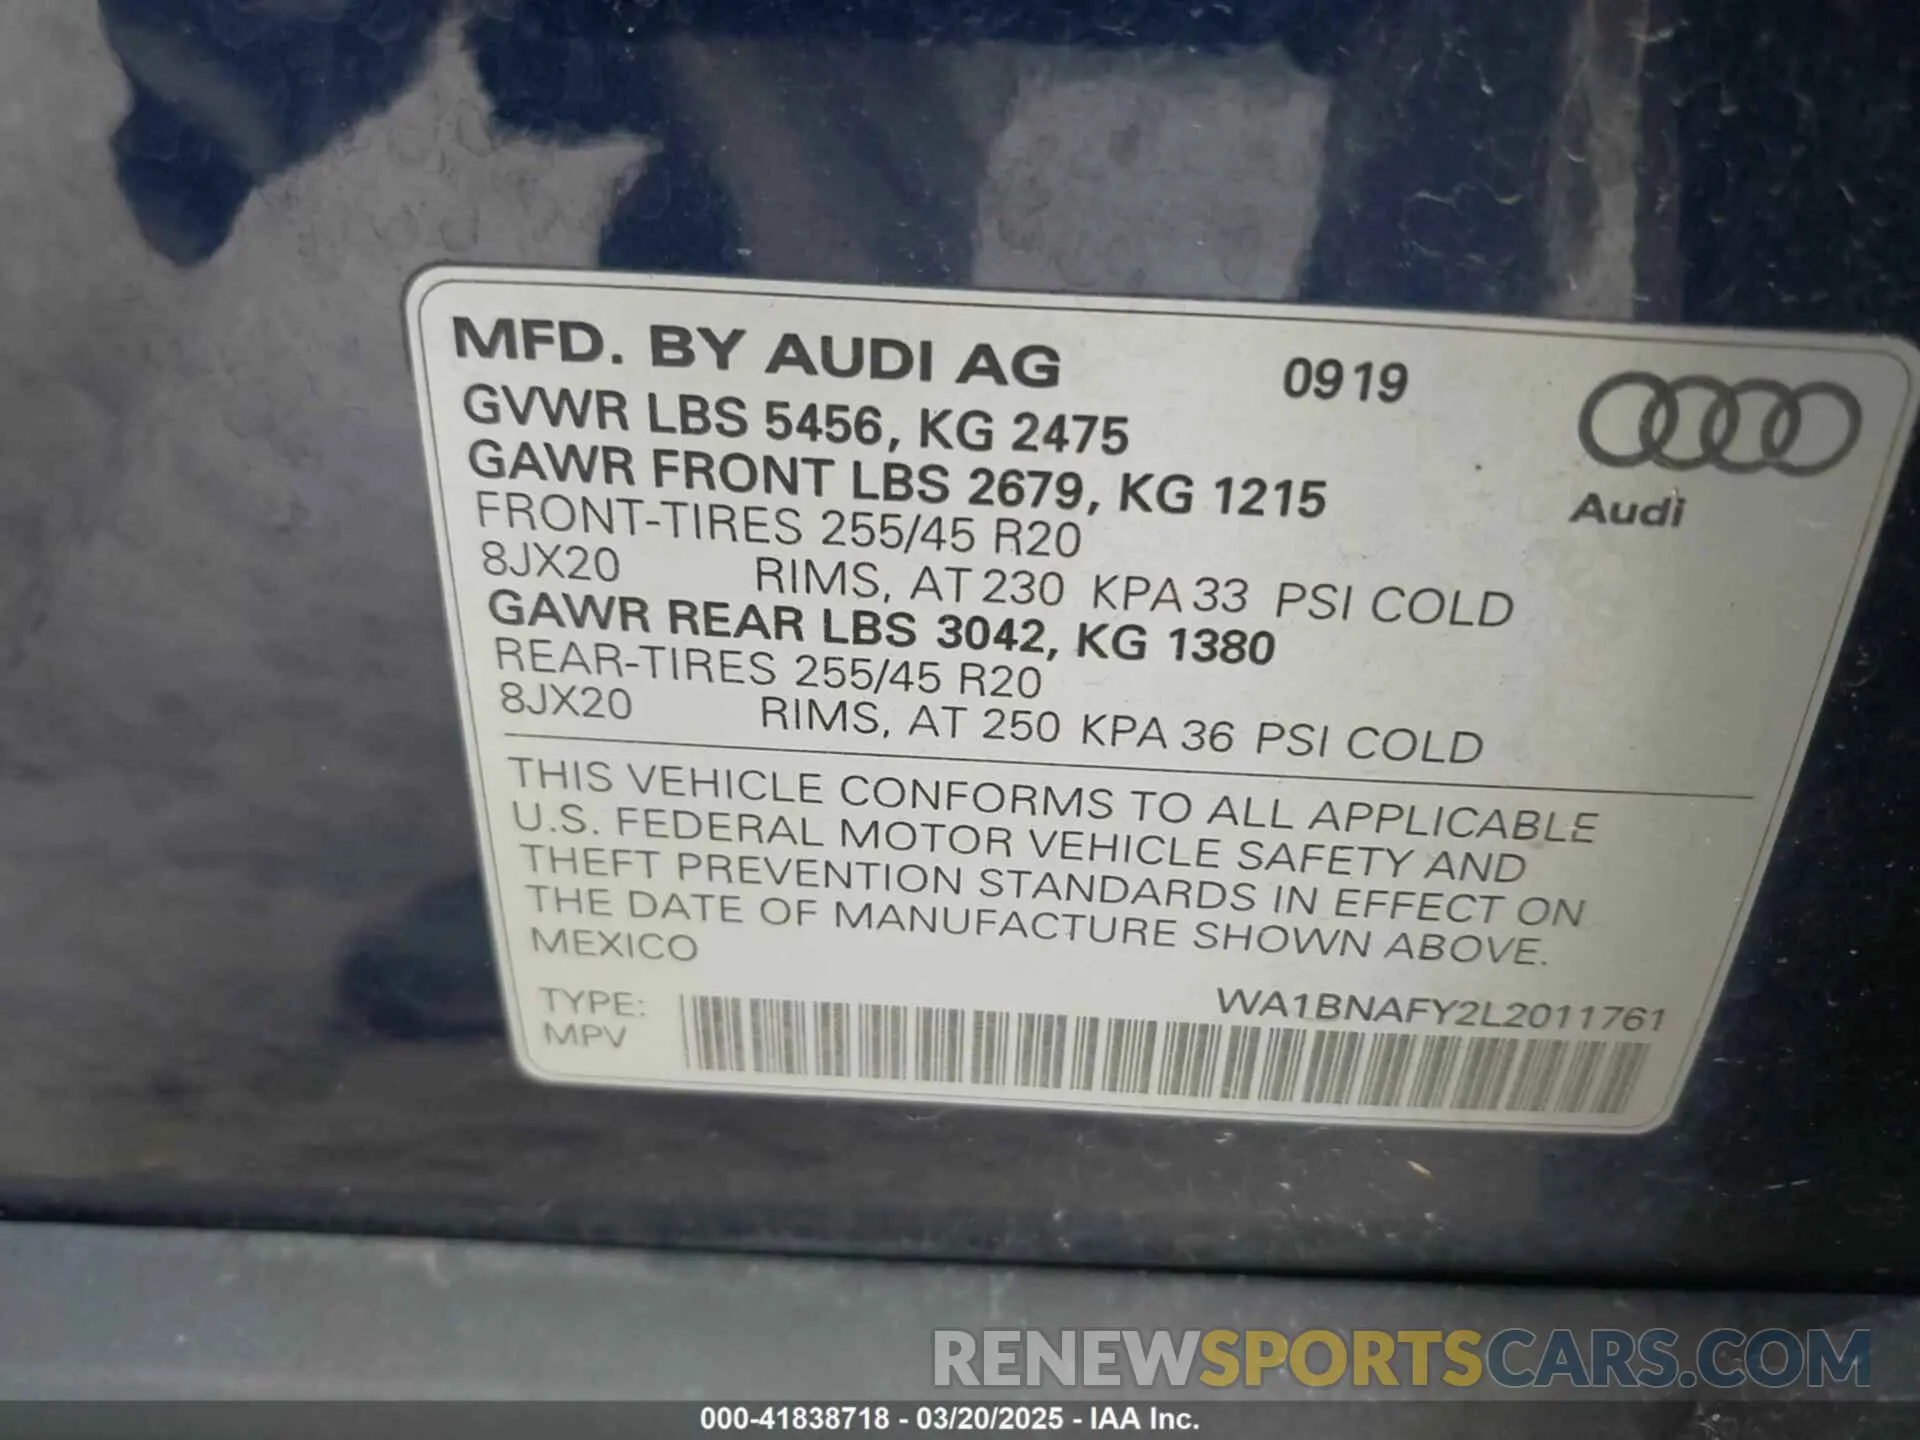 MFD. BY AUDI AG 0919
GVWR LBS 5456, KG 2475
GAWR FRONT LBS 2679, KG 1215
Audi
FRONT-TIRES 255/45 R20
8JX20 RIMS, AT 230 KPA 33 PSI COLD
GAWR REAR LBS 3042, KG 1380
REAR-TIRES 255/45 R20
8JX20 RIMS, AT 250 KPA 36 PSI COLD
THIS VEHICLE CONFORMS TO ALL APPLICABLE
U.S. FEDERAL MOTOR VEHICLE SAFETY AND
THEFT PREVENTION STANDARDS IN EFFECT ON
THE DATE OF MANUFACTURE SHOWN ABOVE.
MEXICO
TYPE: WA1BNAFY2L2011761
MPV
RENEWSPORTSCARS.COM
000-41838718 - 03/20/2025 - IAA Inc.